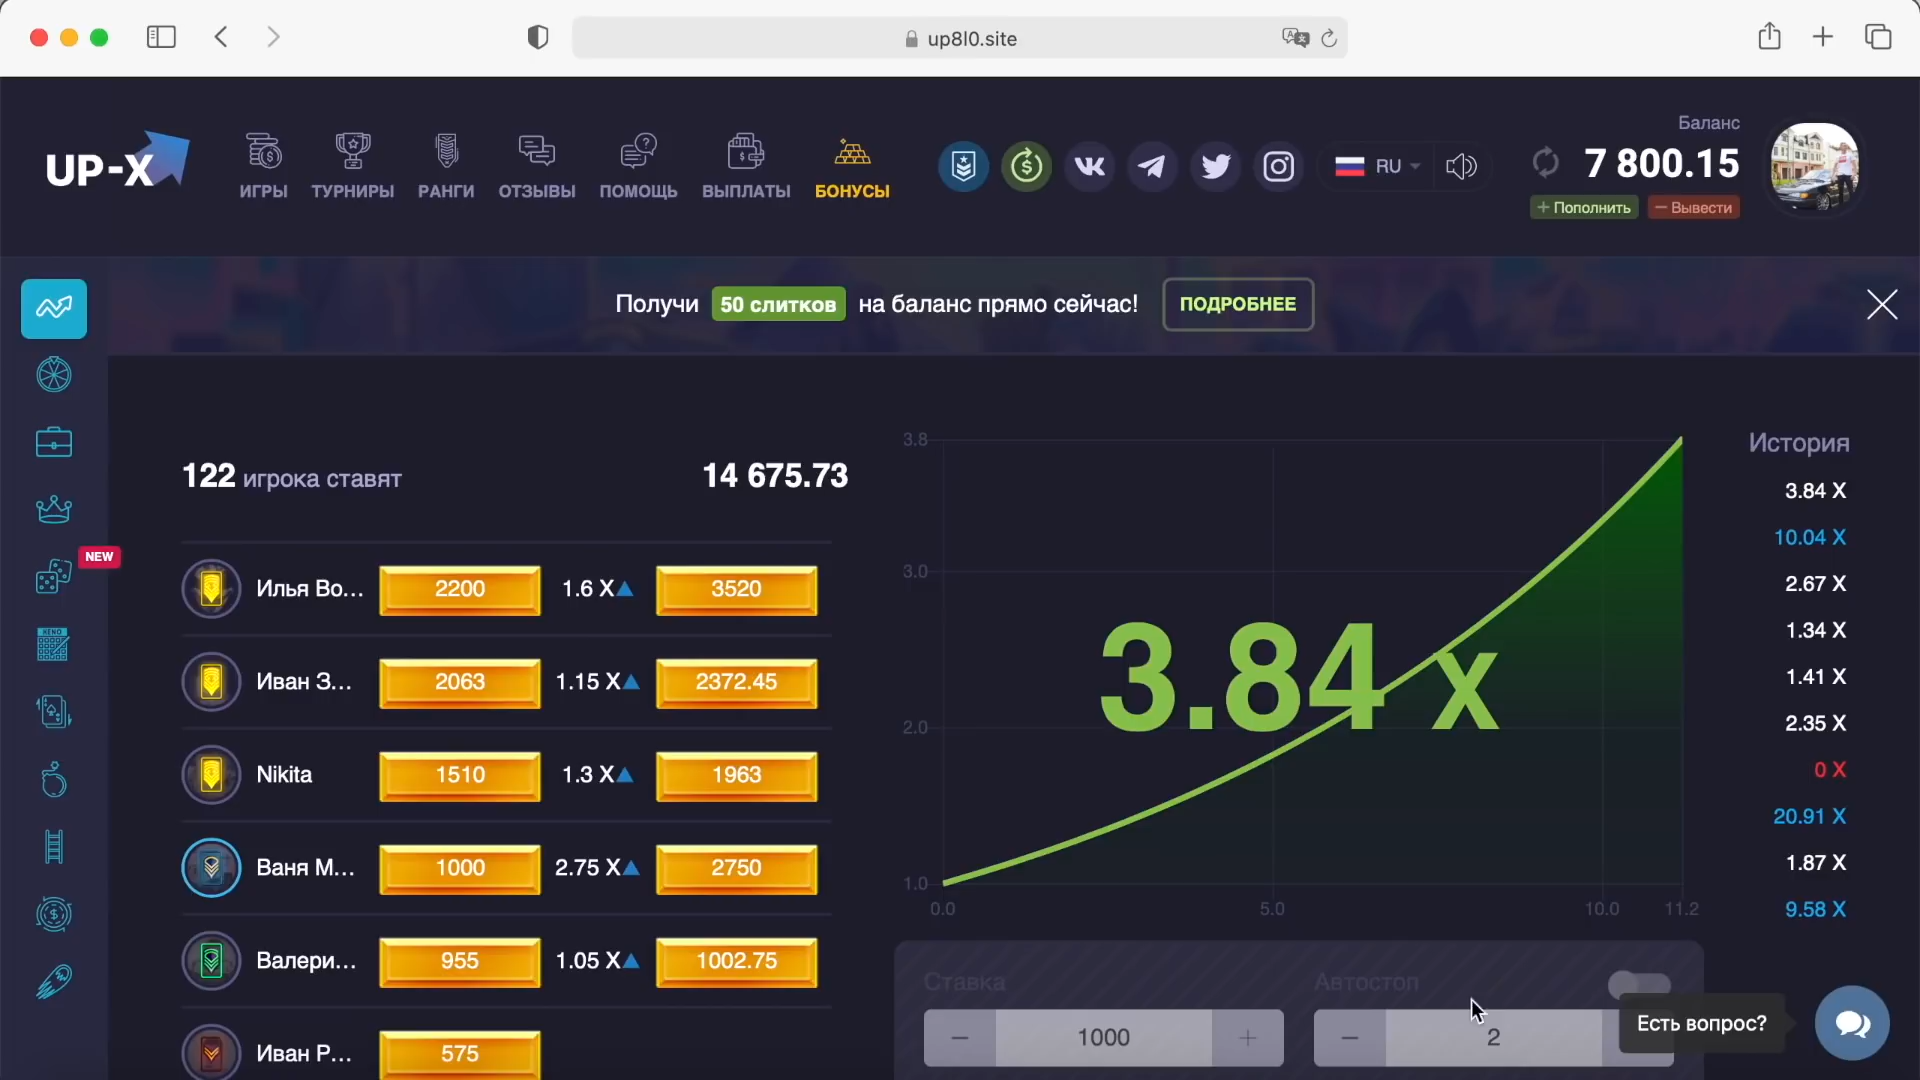 up8l0.site
UP-X
ИГРЫ
ТУРНИРЫ
РАНГИ
ОТЗЫВЫ
ПОМОЩЬ
ВЫПЛАТЫ
БОНУСЫ
RU
Баланс
7 800.15
+ Пополнить
− Вывести
Получи 50 слитков на баланс прямо сейчас!
ПОДРОБНЕЕ
NEW
KENO
122 игрока ставят
14 675.73
Илья Во... 2200 1.6 X 3520
Иван З... 2063 1.15 X 2372.45
Nikita 1510 1.3 X 1963
Ваня М... 1000 2.75 X 2750
Валери... 955 1.05 X 1002.75
Иван Р... 575
3.8
3.0
2.0
1.0
0.0 5.0 10.0 11.2
3.84 x
История
3.84 X
10.04 X
2.67 X
1.34 X
1.41 X
2.35 X
0 X
20.91 X
1.87 X
9.58 X
Ставка
− 1000 +
Автостоп
− 2
Есть вопрос?